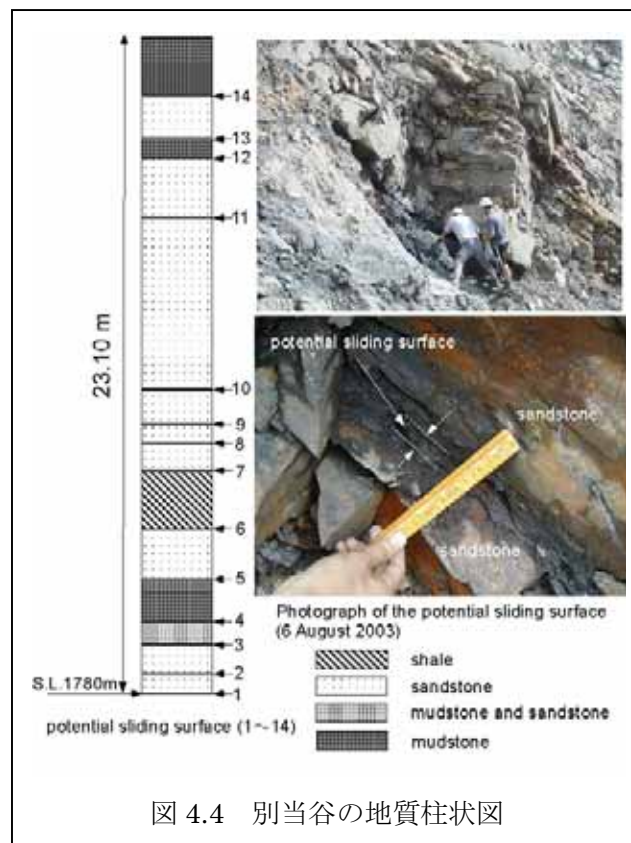 23.10 m
14
13
12
11
10
9
8
7
6
5
4
3
2
1
S.L.1780m
potential sliding surface (1~14)
potential sliding surface
sandstone
sandstone
Photograph of the potential sliding surface
(6 August 2003)
shale
sandstone
mudstone and sandstone
mudstone
図 4.4 別当谷の地質柱状図